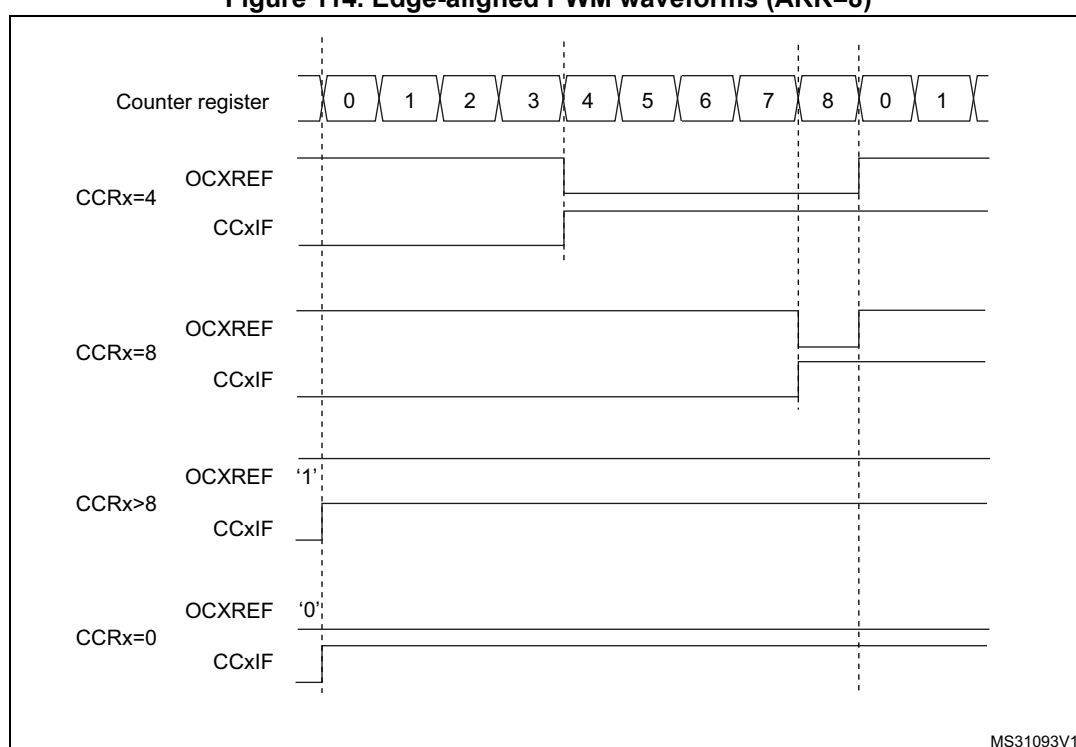 Figure 114. Edge-aligned PWM waveforms (ARR=8)
Counter register 0 1 2 3 4 5 6 7 8 0 1
OCXREF
CCRx=4
CCxIF
OCXREF
CCRx=8
CCxIF
OCXREF ‘1’
CCRx>8
CCxIF
OCXREF ‘0’
CCRx=0
CCxIF
MS31093V1